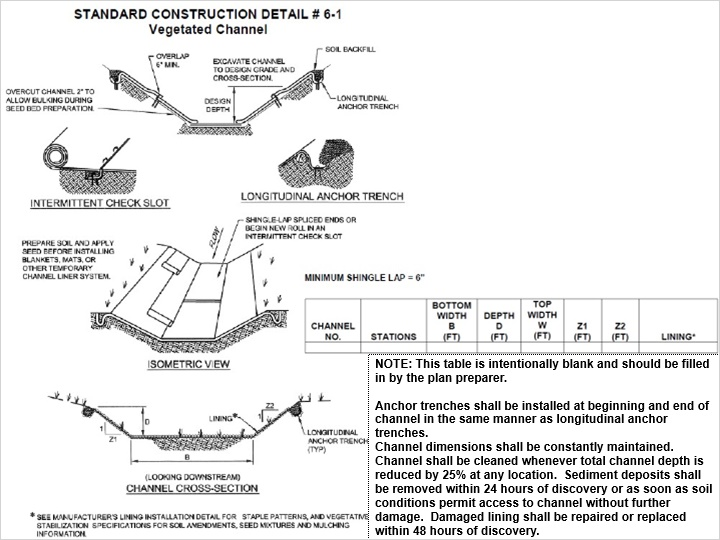 STANDARD CONSTRUCTION DETAIL # 6-1
Vegetated Channel
SOIL BACKFILL
OVERLAP
6" MIN.
EXCAVATE CHANNEL
TO DESIGN GRADE AND
CROSS-SECTION.
OVERCUT CHANNEL 2" TO
ALLOW BULKING DURING
SEED BED PREPARATION.
DESIGN
DEPTH
LONGITUDINAL
ANCHOR TRENCH
INTERMITTENT CHECK SLOT
LONGITUDINAL ANCHOR TRENCH
SHINGLE-LAP SPLICED ENDS OR
BEGIN NEW ROLL IN AN
INTERMITTENT CHECK SLOT
FLOW
PREPARE SOIL AND APPLY
SEED BEFORE INSTALLING
BLANKETS, MATS, OR
OTHER TEMPORARY
CHANNEL LINER SYSTEM.
MINIMUM SHINGLE LAP = 6"
CHANNEL
NO.
STATIONS
BOTTOM
WIDTH
B
(FT)
DEPTH
D
(FT)
TOP
WIDTH
W
(FT)
Z1
(FT)
Z2
(FT)
LINING*
ISOMETRIC VIEW
NOTE: This table is intentionally blank and should be filled
in by the plan preparer.
Anchor trenches shall be installed at beginning and end of
channel in the same manner as longitudinal anchor
trenches.
Channel dimensions shall be constantly maintained.
Channel shall be cleaned whenever total channel depth is
reduced by 25% at any location.  Sediment deposits shall
be removed within 24 hours of discovery or as soon as soil
conditions permit access to channel without further
damage.  Damaged lining shall be repaired or replaced
within 48 hours of discovery.
D
LINING*
Z2
1
1
Z1
LONGITUDINAL
ANCHOR TRENCH
(TYP)
B
(LOOKING DOWNSTREAM)
CHANNEL CROSS-SECTION
* SEE MANUFACTURER'S LINING INSTALLATION DETAIL FOR STAPLE PATTERNS, AND VEGETATIVE
STABILIZATION SPECIFICATIONS FOR SOIL AMENDMENTS, SEED MIXTURES AND MULCHING
INFORMATION.